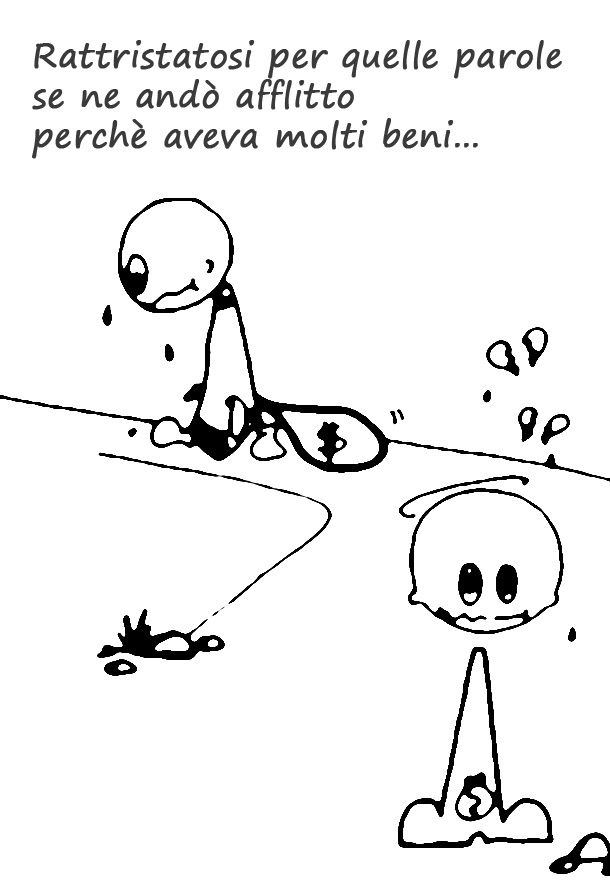 Rattristatosi per quelle parole
se ne andò afflitto
perchè aveva molti beni...